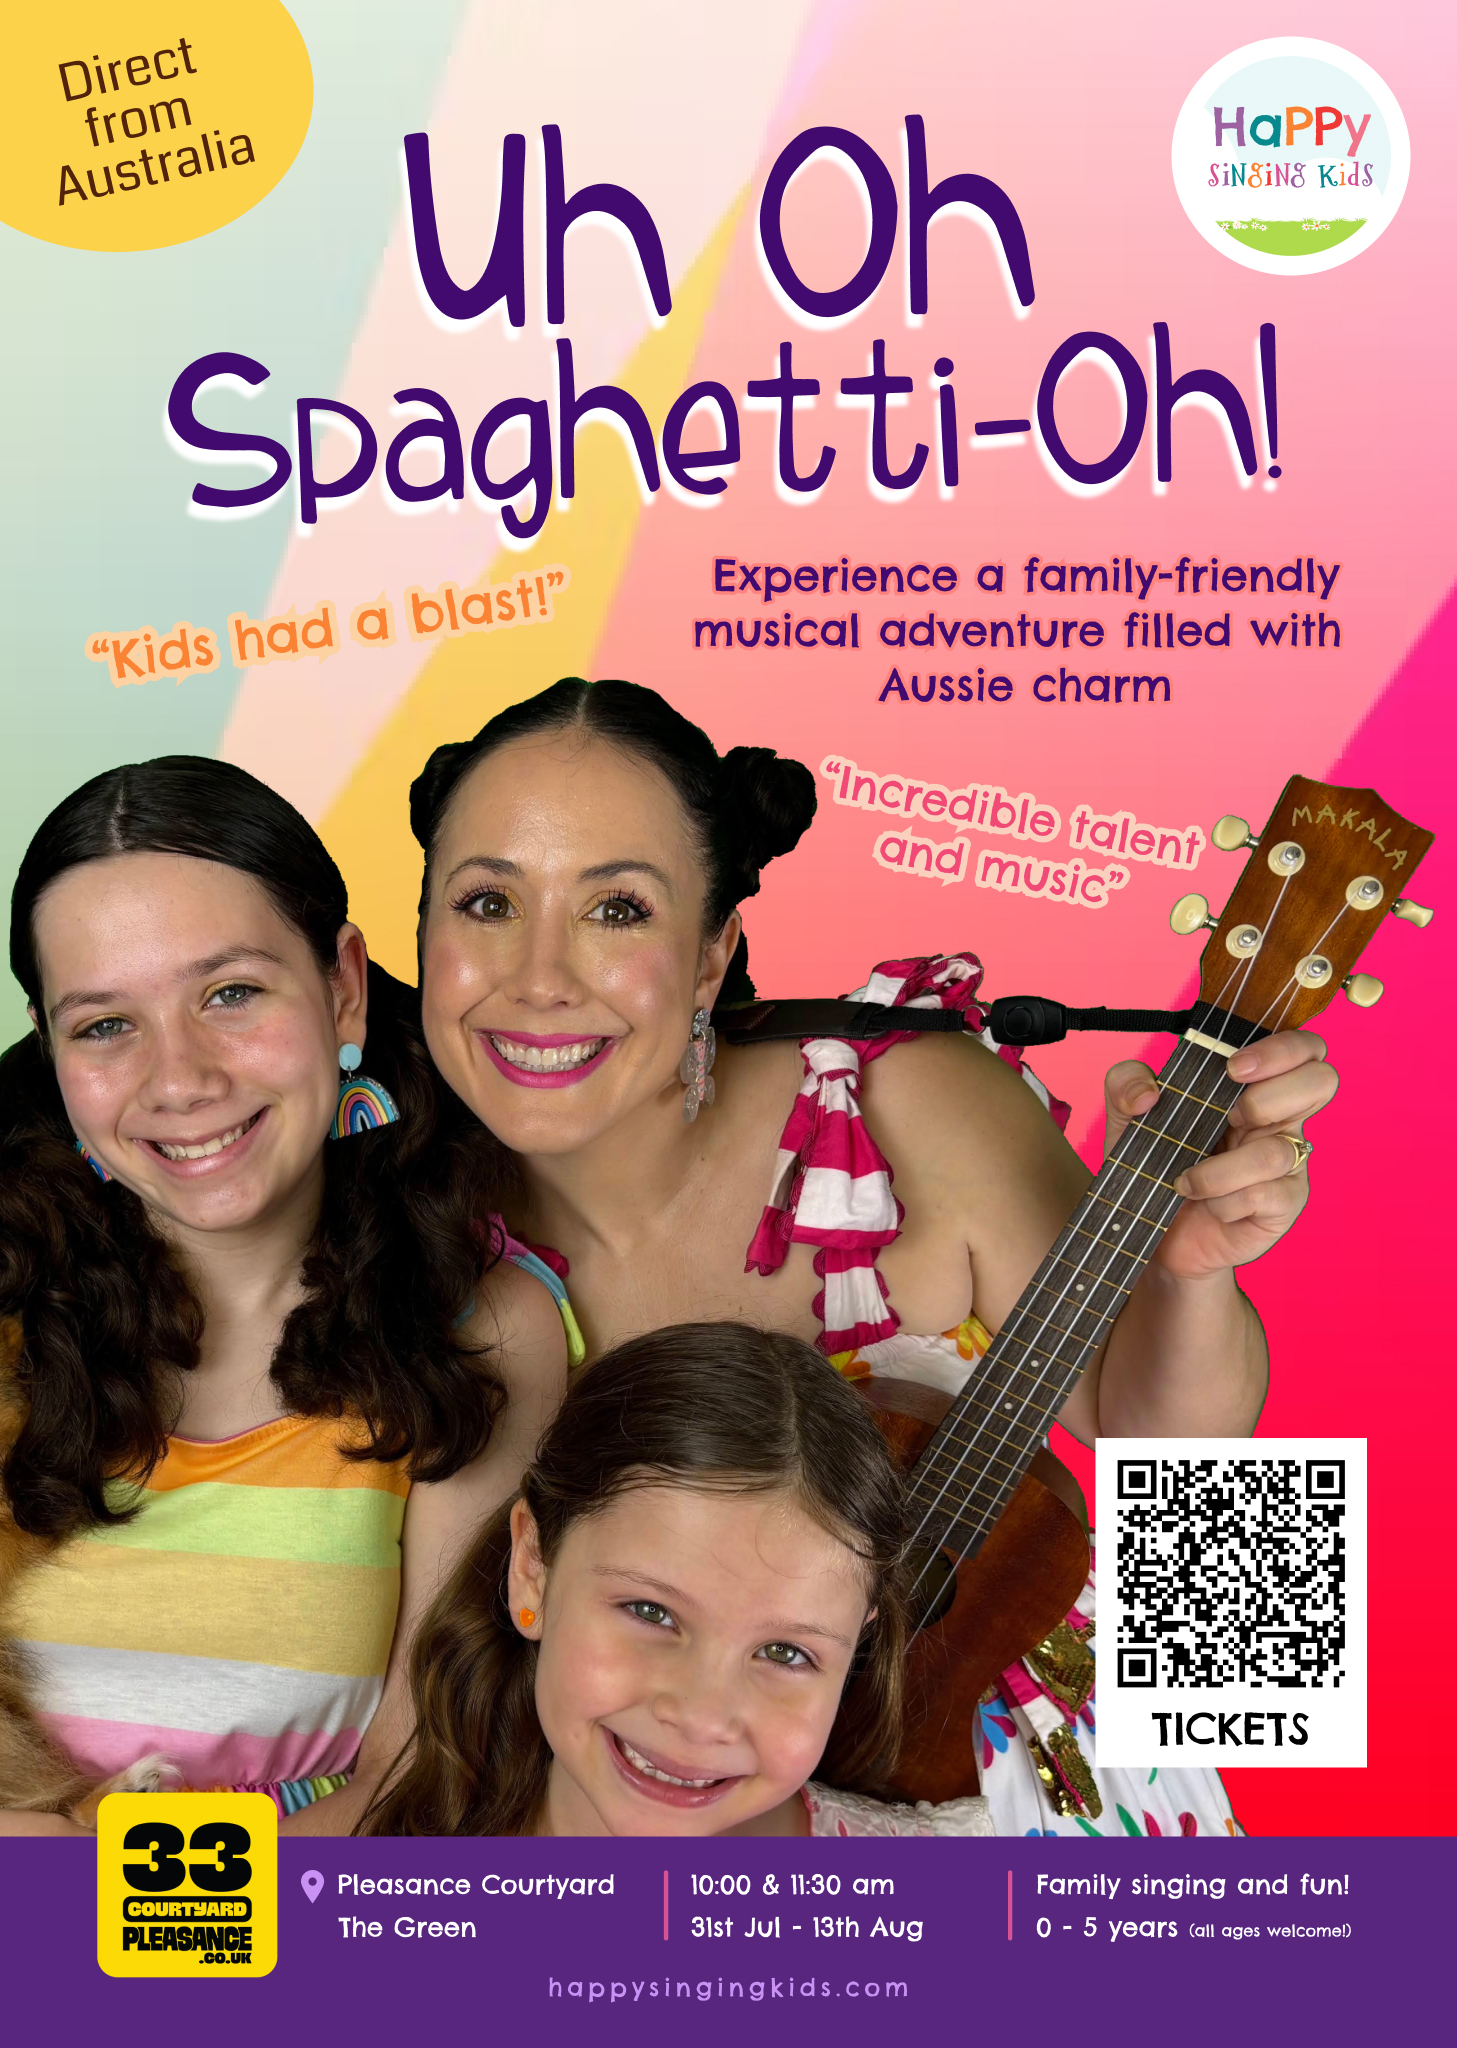 Direct
from
Australia
HaPPy
SiNgiNg KidS
Uh Oh
Spaghetti-Oh!
“Kids had a blast!”
Experience a family-friendly
musical adventure filled with
Aussie charm
“Incredible talent
and music”
MAKALA
TICKETS
33
COURTYARD
PLEASANCE
.CO.UK
Pleasance Courtyard
The Green
10:00 & 11:30 am
31st Jul - 13th Aug
Family singing and fun!
0 - 5 years (all ages welcome!)
happysingingkids.com